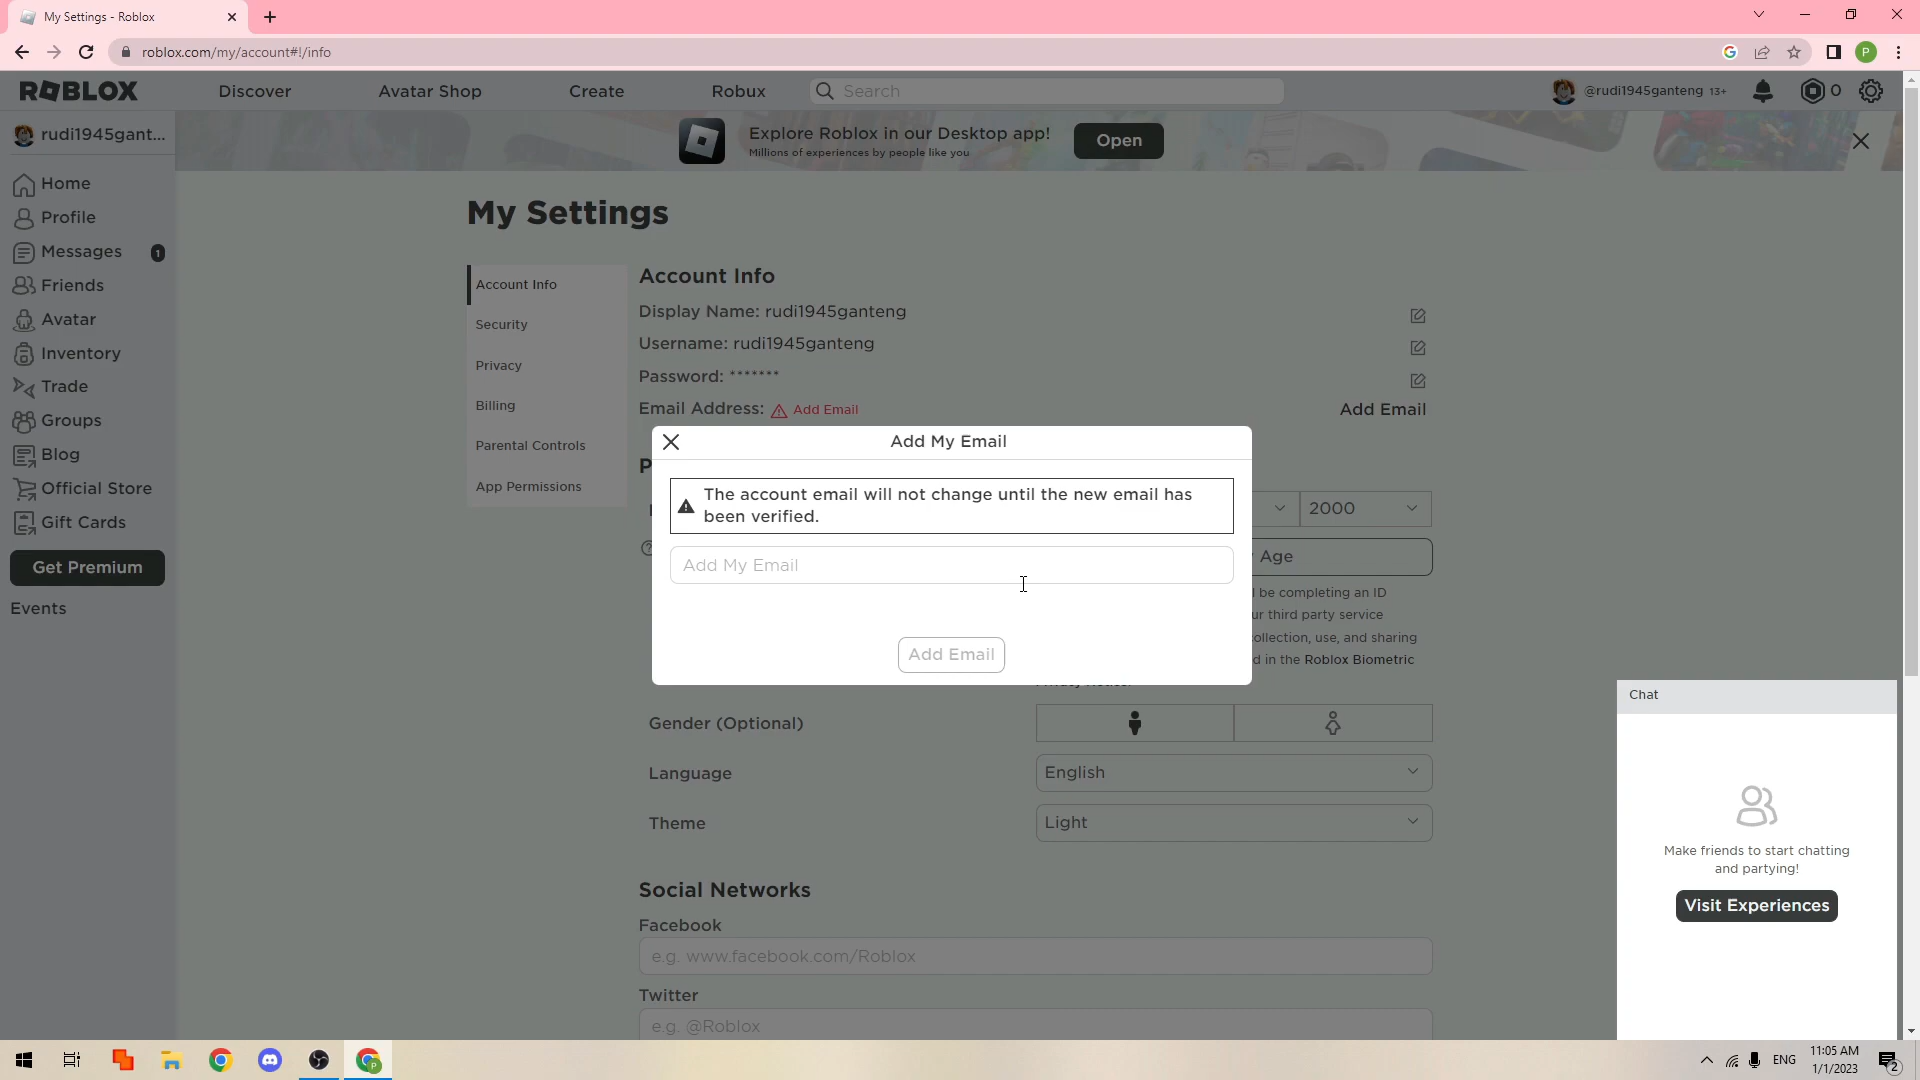 My Settings - Roblox
roblox.com/my/account#!/info
P
ROBLOX
Discover
Avatar Shop
Create
Robux
Search
@rudi1945ganteng 13+
0
rudi1945gant...
Explore Roblox in our Desktop app!
Millions of experiences by people like you
Open
Home
Profile
Messages
1
Friends
Avatar
Inventory
Trade
Groups
Blog
Official Store
Gift Cards
Get Premium
Events
My Settings
Account Info
Security
Privacy
Billing
Parental Controls
App Permissions
Account Info
Display Name: rudi1945ganteng
Username: rudi1945ganteng
Password: *******
Email Address: Add Email
Add Email
P
2000
Age
be completing an ID
ur third party service
ollection, use, and sharing
d in the Roblox Biometric
Add My Email
The account email will not change until the new email has
been verified.
Add My Email
Add Email
Gender (Optional)
Language
English
Theme
Light
Social Networks
Facebook
e.g. www.facebook.com/Roblox
Twitter
e.g. @Roblox
Chat
Make friends to start chatting
and partying!
Visit Experiences
P
ENG
11:05 AM
1/1/2023
2